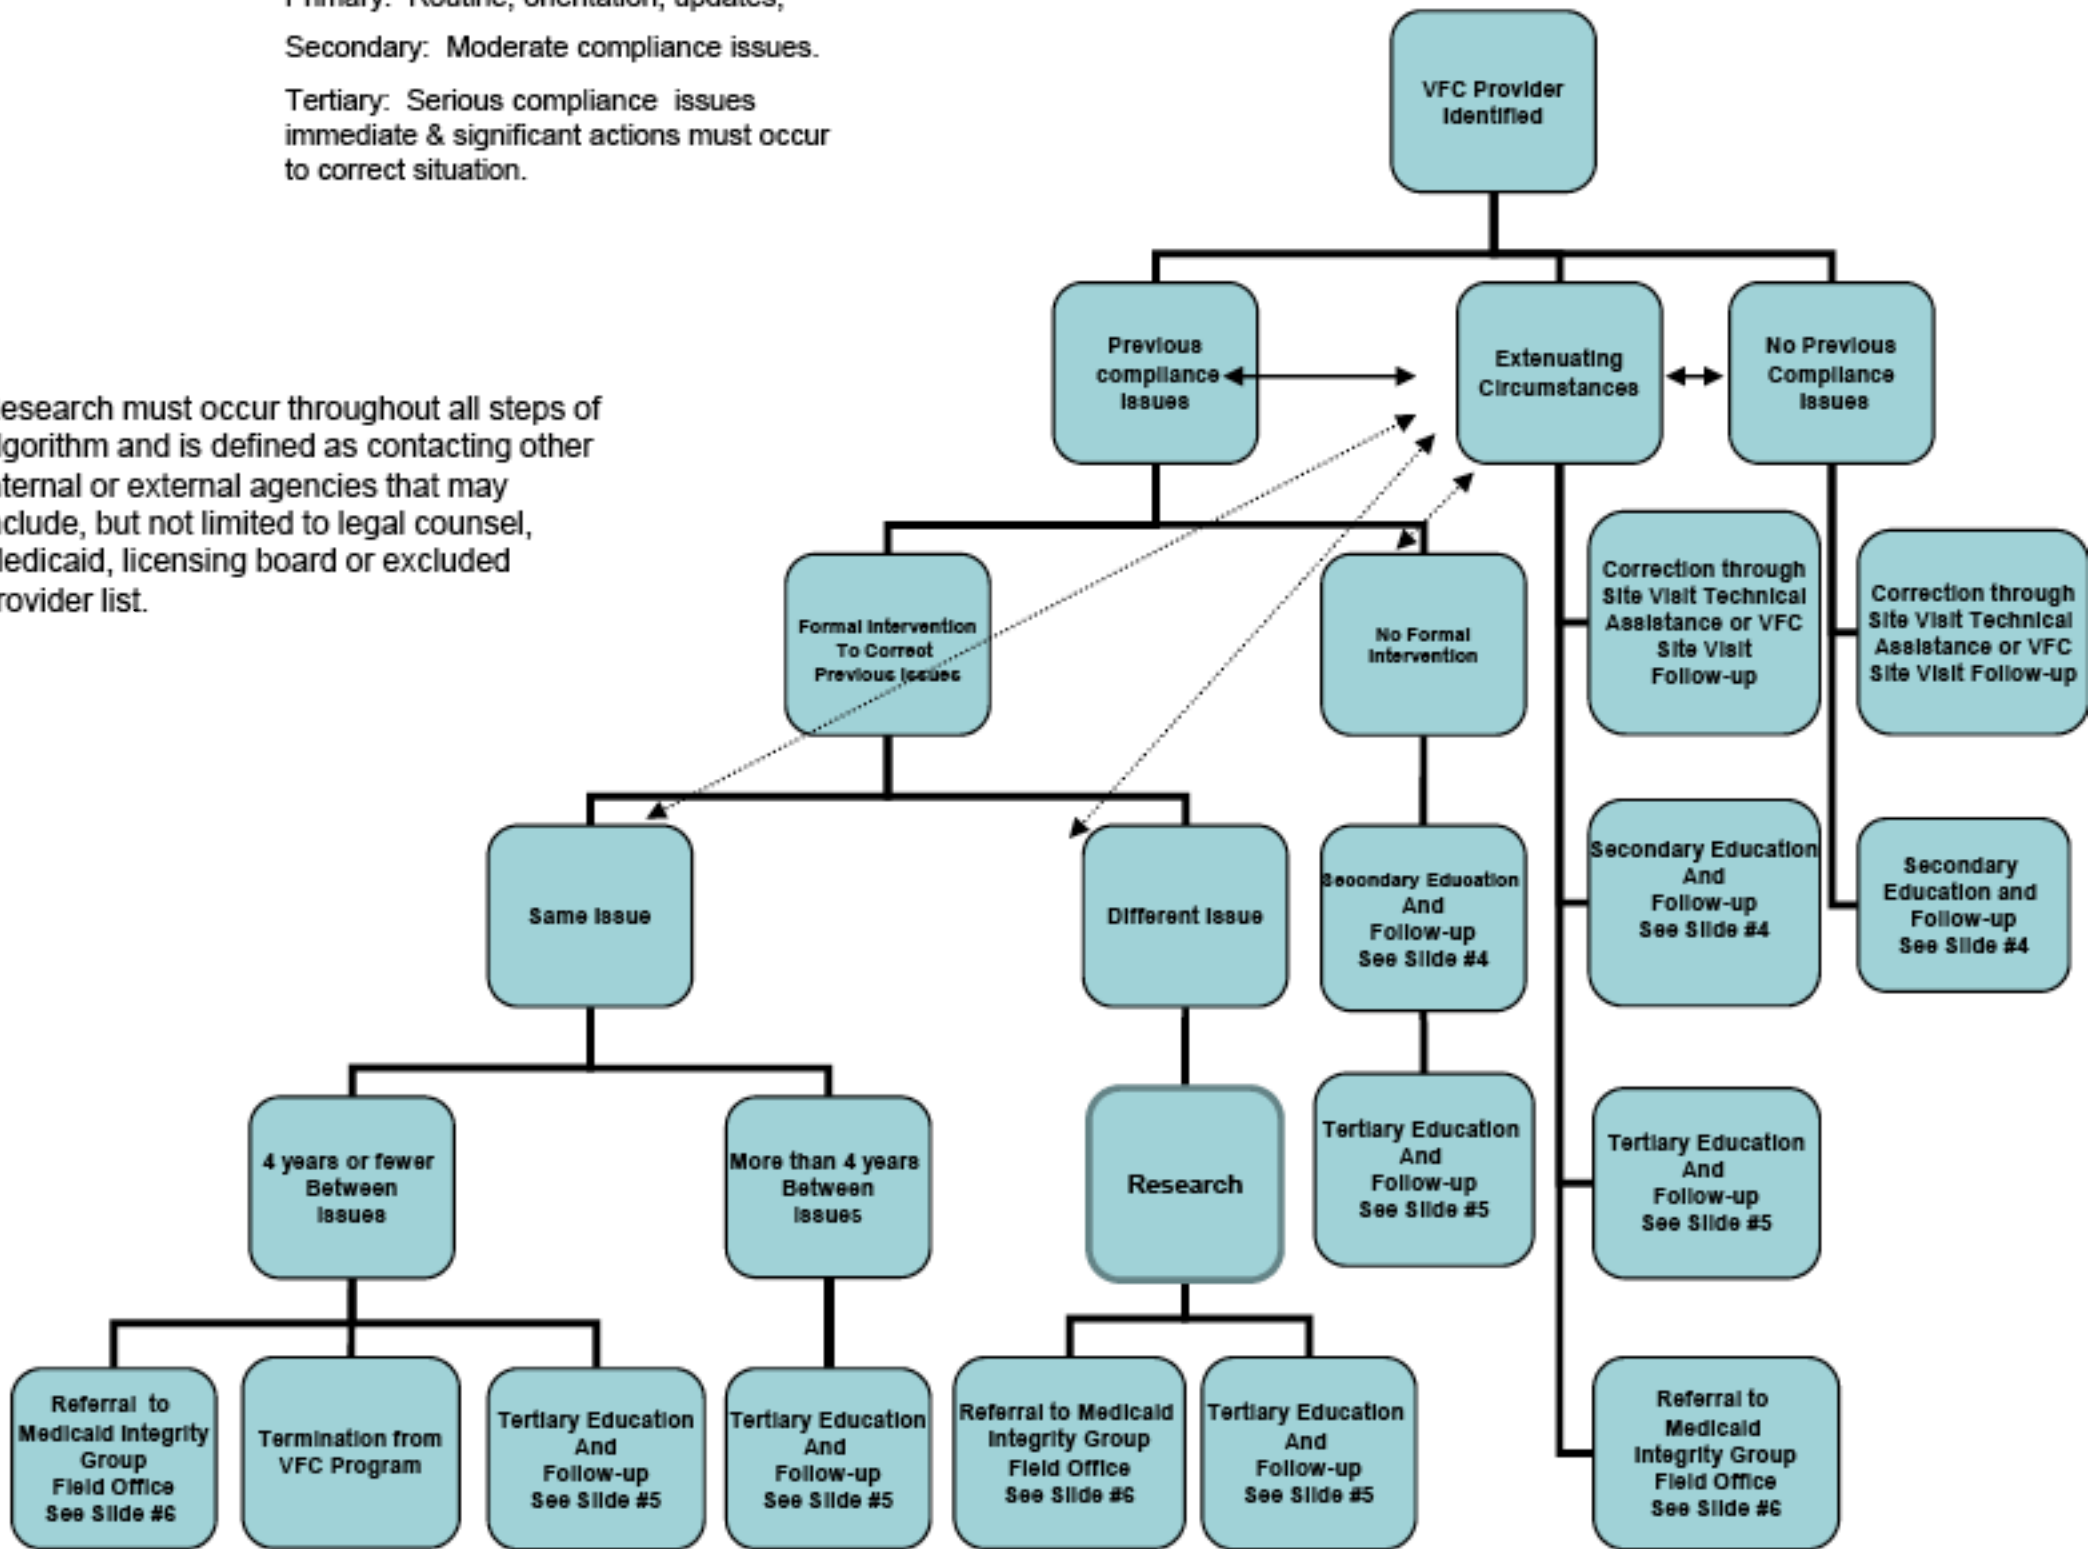 Primary: Routine, orientation, updates,
Secondary: Moderate compliance issues.
Tertiary: Serious compliance issues
immediate & significant actions must occur
to correct situation.
esearch must occur throughout all steps of
lgorithm and is defined as contacting other
nternal or external agencies that may
nclude, but not limited to legal counsel,
edicaid, licensing board or excluded
rovider list.
VFC Provider
Identified
Previous
compliance
Issues
Extenuating
Circumstances
No Previous
Compliance
Issues
Formal Intervention
To Correct
Previous Issues
No Formal
Intervention
Correction through
Site Visit Technical
Assistance or VFC
Site Visit
Follow-up
Correction through
Site Visit Technical
Assistance or VFC
Site Visit Follow-up
Same Issue
Different Issue
Secondary Education
And
Follow-up
See Slide #4
Secondary Education
And
Follow-up
See Slide #4
Secondary
Education and
Follow-up
See Slide #4
4 years or fewer
Between
Issues
More than 4 years
Between
Issues
Research
Tertiary Education
And
Follow-up
See Slide #5
Tertiary Education
And
Follow-up
See Slide #5
Referral to
Medicaid Integrity
Group
Field Office
See Slide #6
Termination from
VFC Program
Tertiary Education
And
Follow-up
See Slide #5
Tertiary Education
And
Follow-up
See Slide #5
Referral to Medicaid
Integrity Group
Field Office
See Slide #6
Tertiary Education
And
Follow-up
See Slide #5
Referral to
Medicaid
Integrity Group
Field Office
See Slide #6